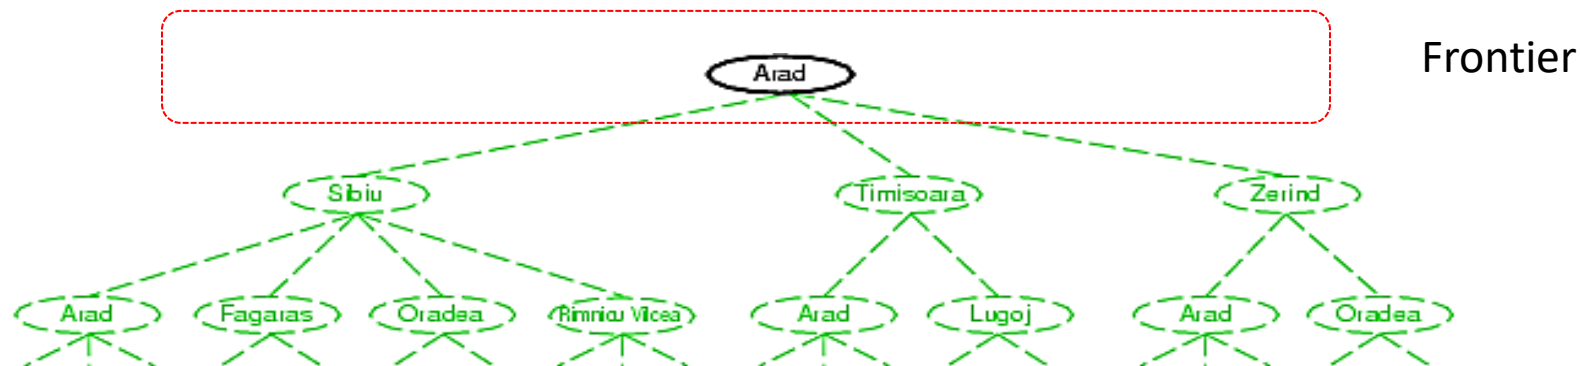 Frontier
Arad
Sibiu
Timisoara
Zerind
Arad
Fagaras
Oradea
Rimnicu Vilcea
Arad
Lugoj
Arad
Oradea